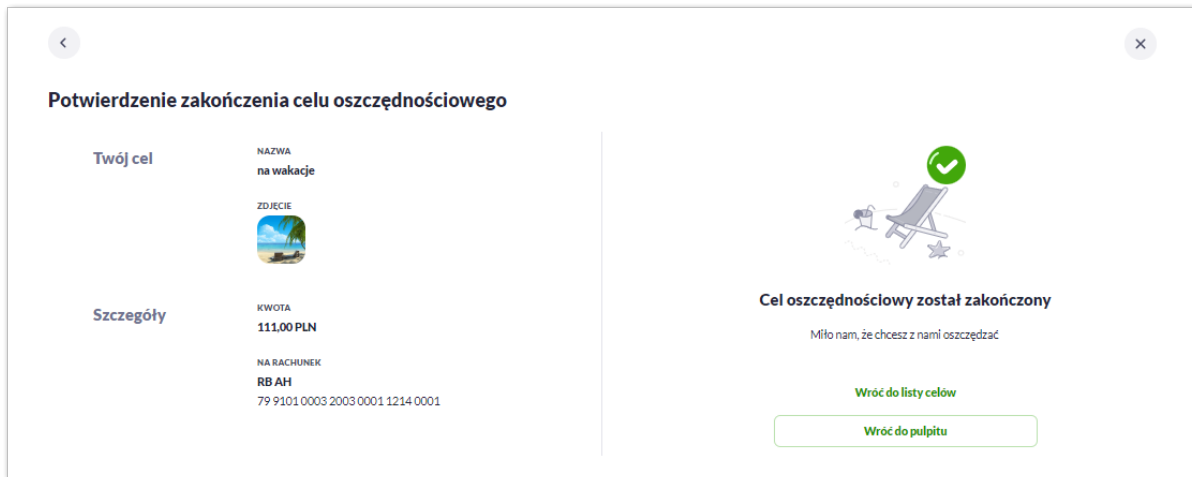 Potwierdzenie zakończenia celu oszczędnościowego
Twój cel
NAZWA
na wakacje
ZDJĘCIE
Szczegóły
KWOTA
111,00 PLN
NA RACHUNEK
RB AH
79 9101 0003 2003 0001 1214 0001
Cel oszczędnościowy został zakończony
Miło nam, że chcesz z nami oszczędzać
Wróć do listy celów
Wróć do pulpitu